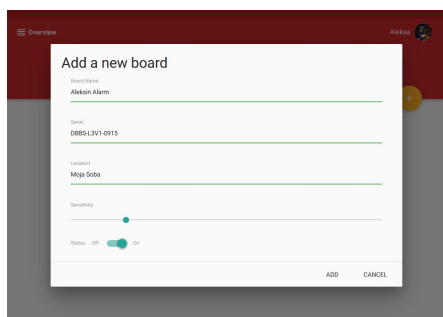 Overview
Aleksa
Add a new board
Board Name
Aleksin Alarm
Serial
D8BS-L3V1-0915
Location
Moja Soba
Sensitivity
Status: Off On
ADD CANCEL